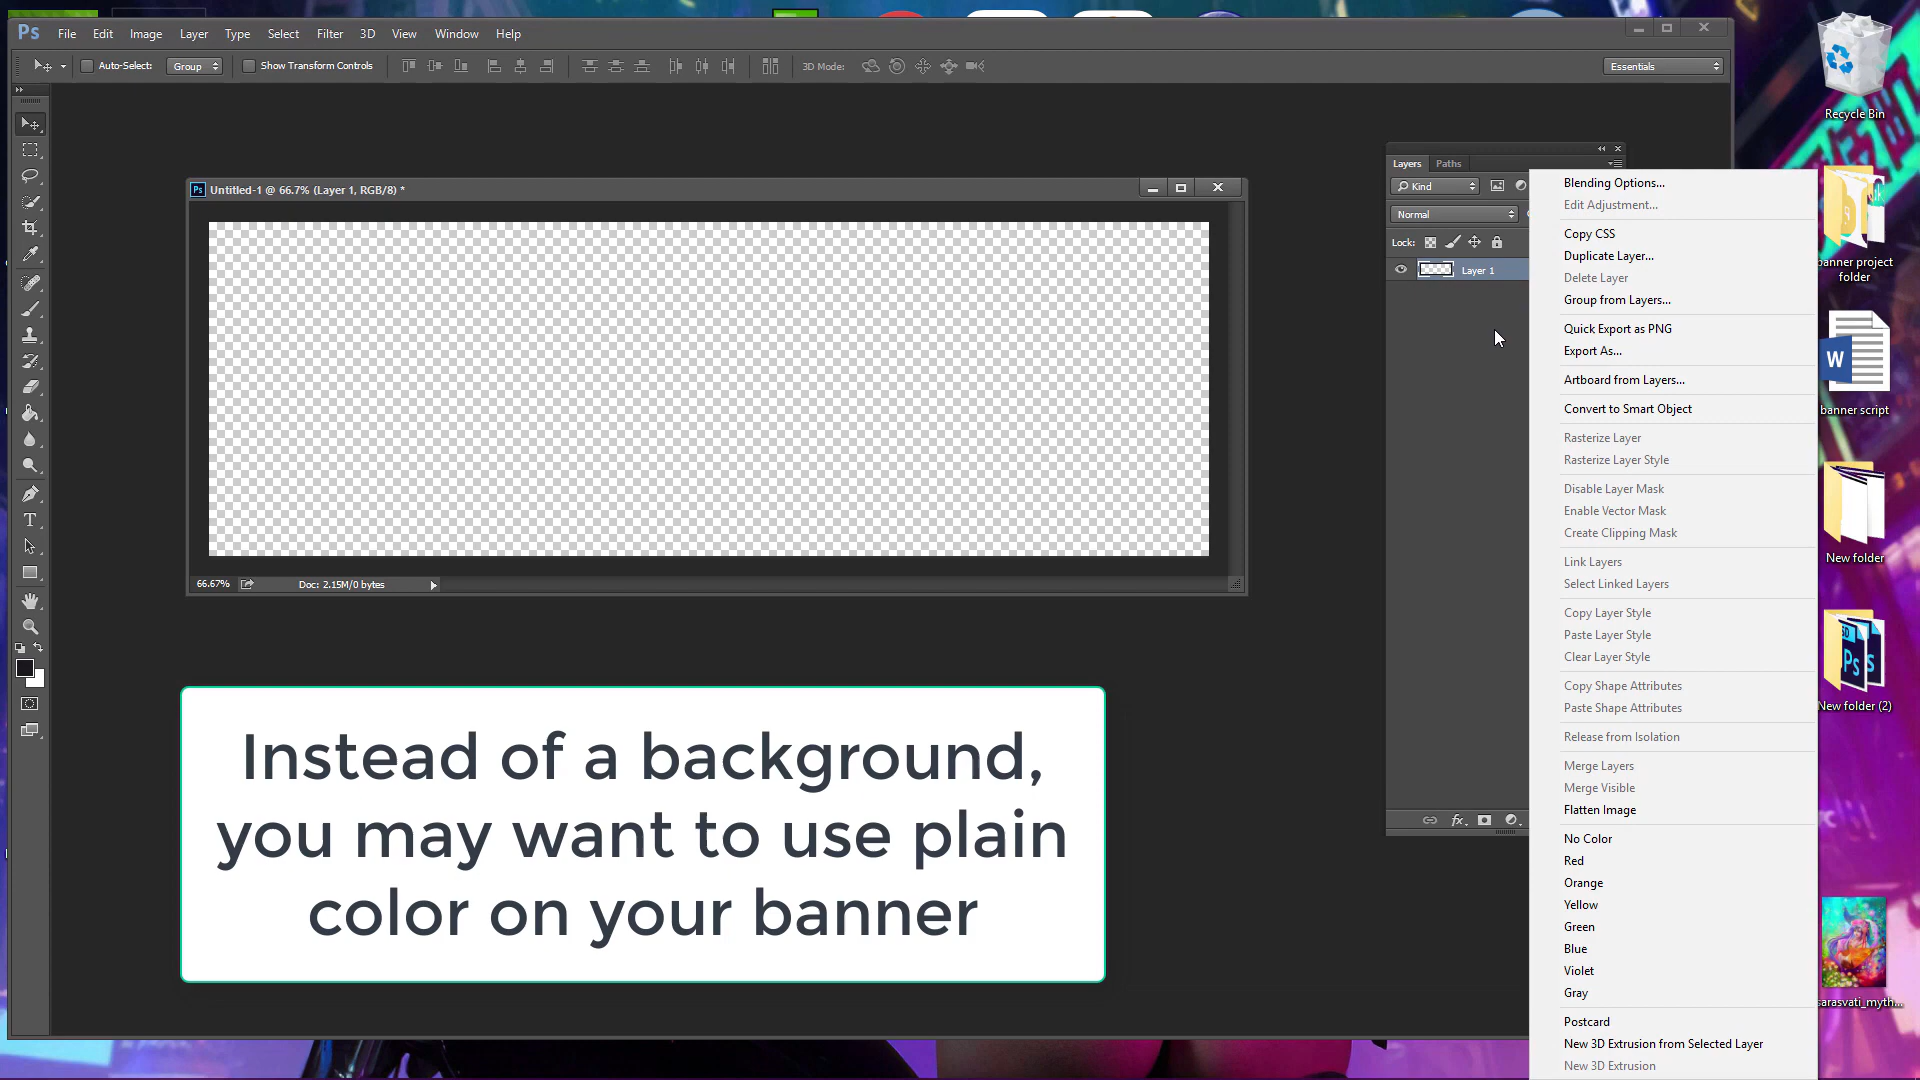 Ps File Edit Image Layer Type Select Filter 3D View Window Help
Auto-Select: Group Show Transform Controls 3D Mode: Essentials
Recycle Bin
Layers Paths
Kind
Normal
Lock:
Layer 1
Untitled-1 @ 66.7% (Layer 1, RGB/8) *
66.67% Doc: 2.15M/0 bytes
Blending Options...
Edit Adjustment...
Copy CSS
Duplicate Layer...
Delete Layer
Group from Layers...
Quick Export as PNG
Export As...
Artboard from Layers...
Convert to Smart Object
Rasterize Layer
Rasterize Layer Style
Disable Layer Mask
Enable Vector Mask
Create Clipping Mask
Link Layers
Select Linked Layers
Copy Layer Style
Paste Layer Style
Clear Layer Style
Copy Shape Attributes
Paste Shape Attributes
Release from Isolation
Merge Layers
Merge Visible
Flatten Image
No Color
Red
Orange
Yellow
Green
Blue
Violet
Gray
Postcard
New 3D Extrusion from Selected Layer
New 3D Extrusion
banner project
folder
banner script
New folder
New folder (2)
sarasvati_myth...
Instead of a background,
you may want to use plain
color on your banner